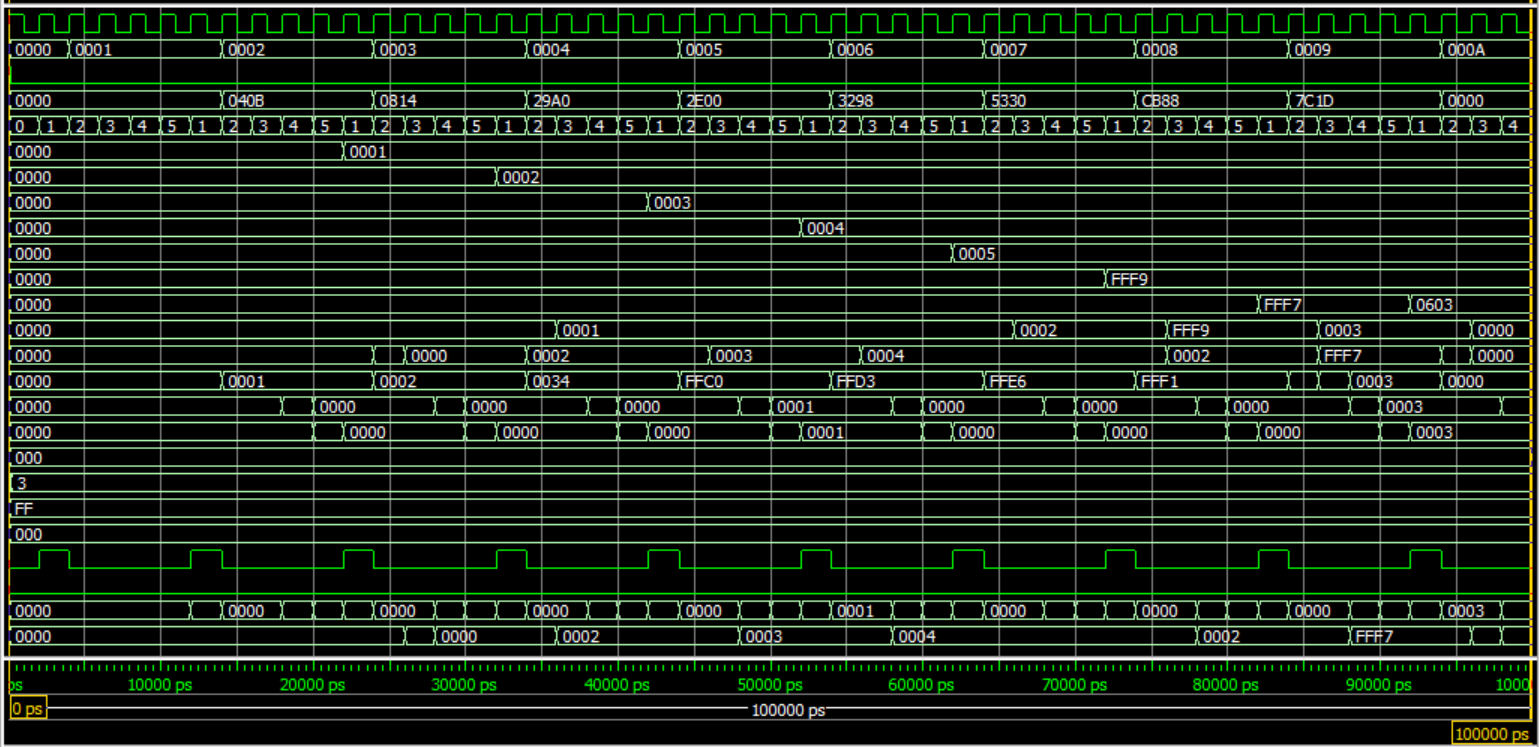 0000 0001 0002 0003 0004 0005 0006 0007 0008 0009 000A
0000 040B 0814 29A0 2E00 3298 5330 CB88 7C1D 0000
0 1 2 3 4 5 1 2 3 4 5 1 2 3 4 5 1 2 3 4 5 1 2 3 4 5 1 2 3 4 5 1 2 3 4 5 1 2 3 4 5 1 2 3 4 5 1 2 3 4
0000 0001
0000 0002
0000 0003
0000 0004
0000 0005
0000 FFF9
0000 FFF7 0603
0000 0001 0002 FFF9 0003 0000
0000 0000 0002 0003 0004 0002 FFF7 0000
0000 0001 0002 0034 FFC0 FFD3 FFE6 FFF1 0003 0000
0000 0000 0000 0000 0001 0000 0000 0000 0003
0000 0000 0000 0000 0001 0000 0000 0000 0003
000
3
FF
000
0000 0000 0000 0000 0000 0001 0000 0000 0000 0003
0000 0000 0002 0003 0004 0002 FFF7
ps 10000 ps 20000 ps 30000 ps 40000 ps 50000 ps 60000 ps 70000 ps 80000 ps 90000 ps 1000
0 ps 100000 ps
100000 ps